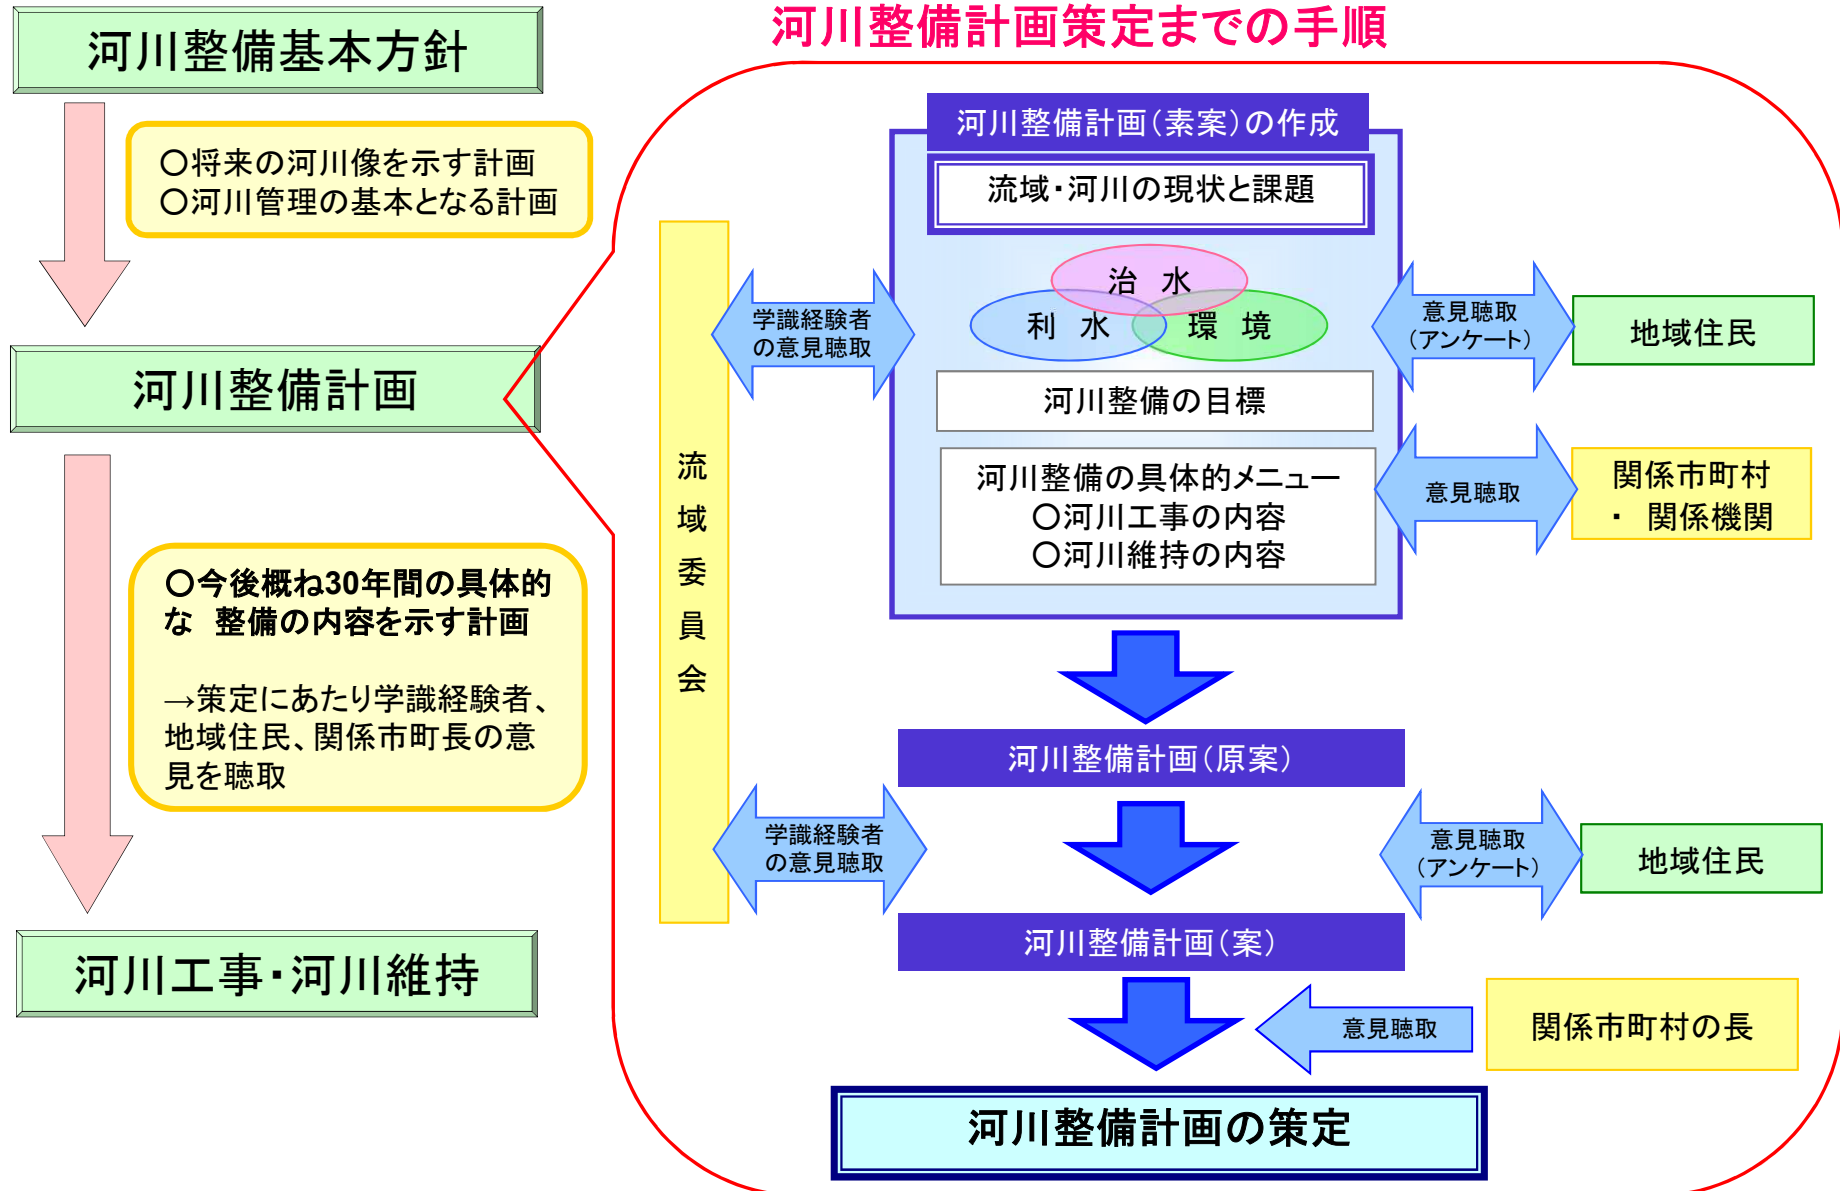 河川整備計画策定までの手順
河川整備基本方針
○将来の河川像を示す計画
○河川管理の基本となる計画
河川整備計画
○今後概ね30年間の具体的
な　整備の内容を示す計画
→策定にあたり学識経験者、
地域住民、関係市町長の意
見を聴取
河川工事・河川維持
河川整備計画（素案）の作成
流域・河川の現状と課題
治　水
利　水
環　境
河川整備の目標
河川整備の具体的メニュー
○河川工事の内容
○河川維持の内容
流域委員会
学識経験者
の意見聴取
意見聴取
（アンケート）
地域住民
意見聴取
関係市町村
・　関係機関
河川整備計画（原案）
学識経験者
の意見聴取
意見聴取
（アンケート）
地域住民
河川整備計画（案）
意見聴取
関係市町村の長
河川整備計画の策定